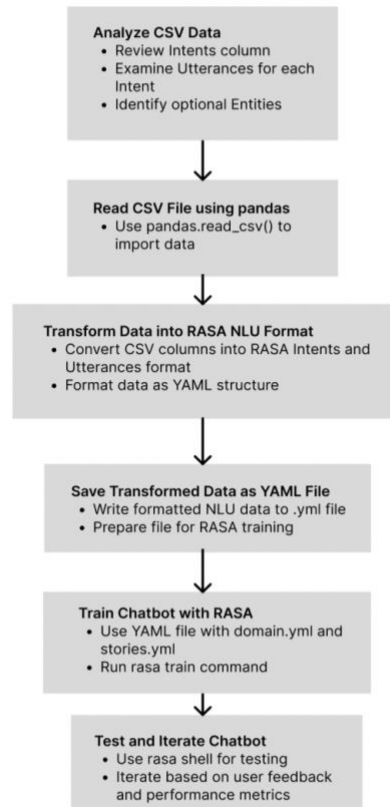 Analyze CSV Data
• Review Intents column
• Examine Utterances for each
Intent
• Identify optional Entities
Read CSV File using pandas
• Use pandas.read_csv() to
import data
Transform Data into RASA NLU Format
• Convert CSV columns into RASA Intents and
Utterances format
• Format data as YAML structure
Save Transformed Data as YAML File
• Write formatted NLU data to .yml file
• Prepare file for RASA training
Train Chatbot with RASA
• Use YAML file with domain.yml and
stories.yml
• Run rasa train command
Test and Iterate Chatbot
• Use rasa shell for testing
• Iterate based on user feedback
and performance metrics